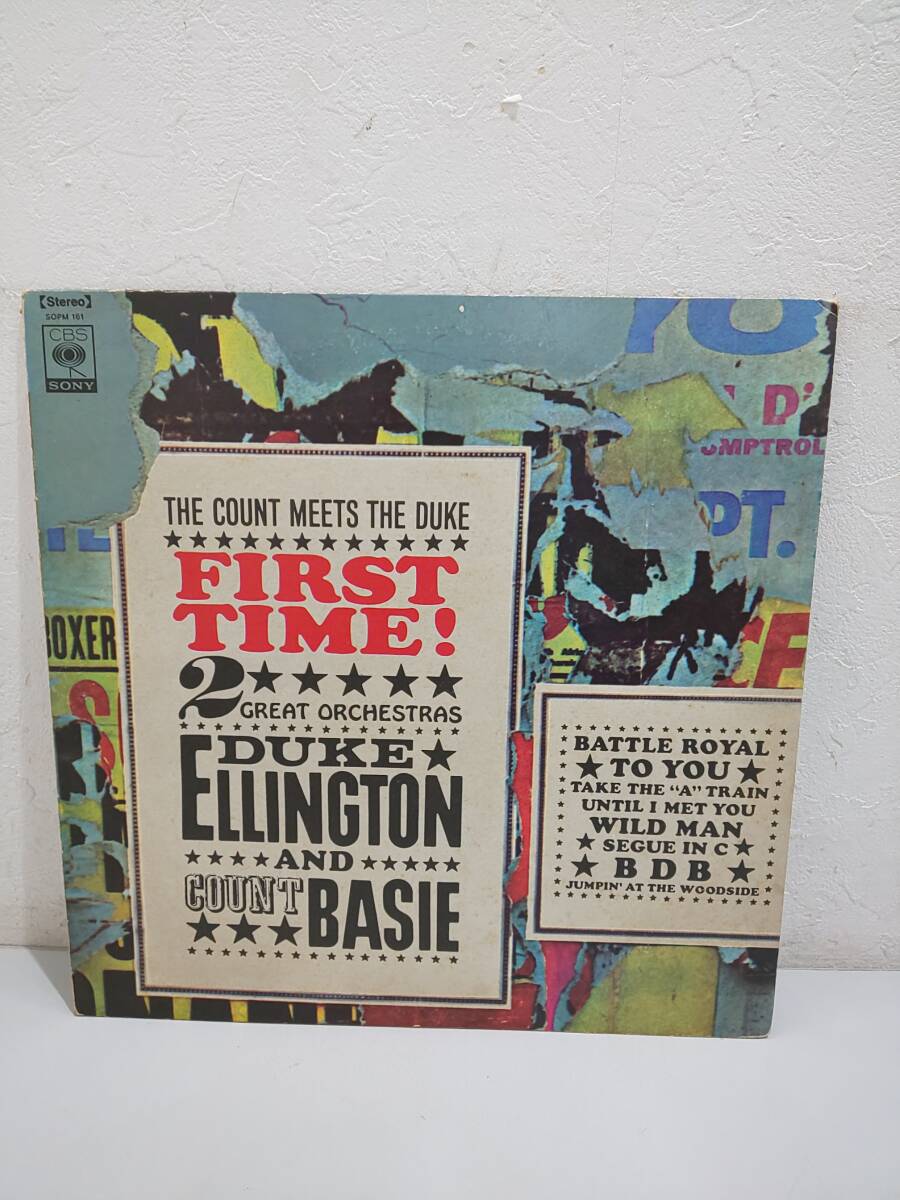 【Stereo】
SOPM 161
CBS
SONY
YO
D'
OMPTROL
PT.
BOXER
THE COUNT MEETS THE DUKE
FIRST
TIME!
2
GREAT ORCHESTRAS
DUKE
ELLINGTON
AND
COUNT BASIE
BATTLE ROYAL
TO YOU
TAKE THE "A" TRAIN
UNTIL I MET YOU
WILD MAN
SEGUE IN C
B D B
JUMPIN' AT THE WOODSIDE